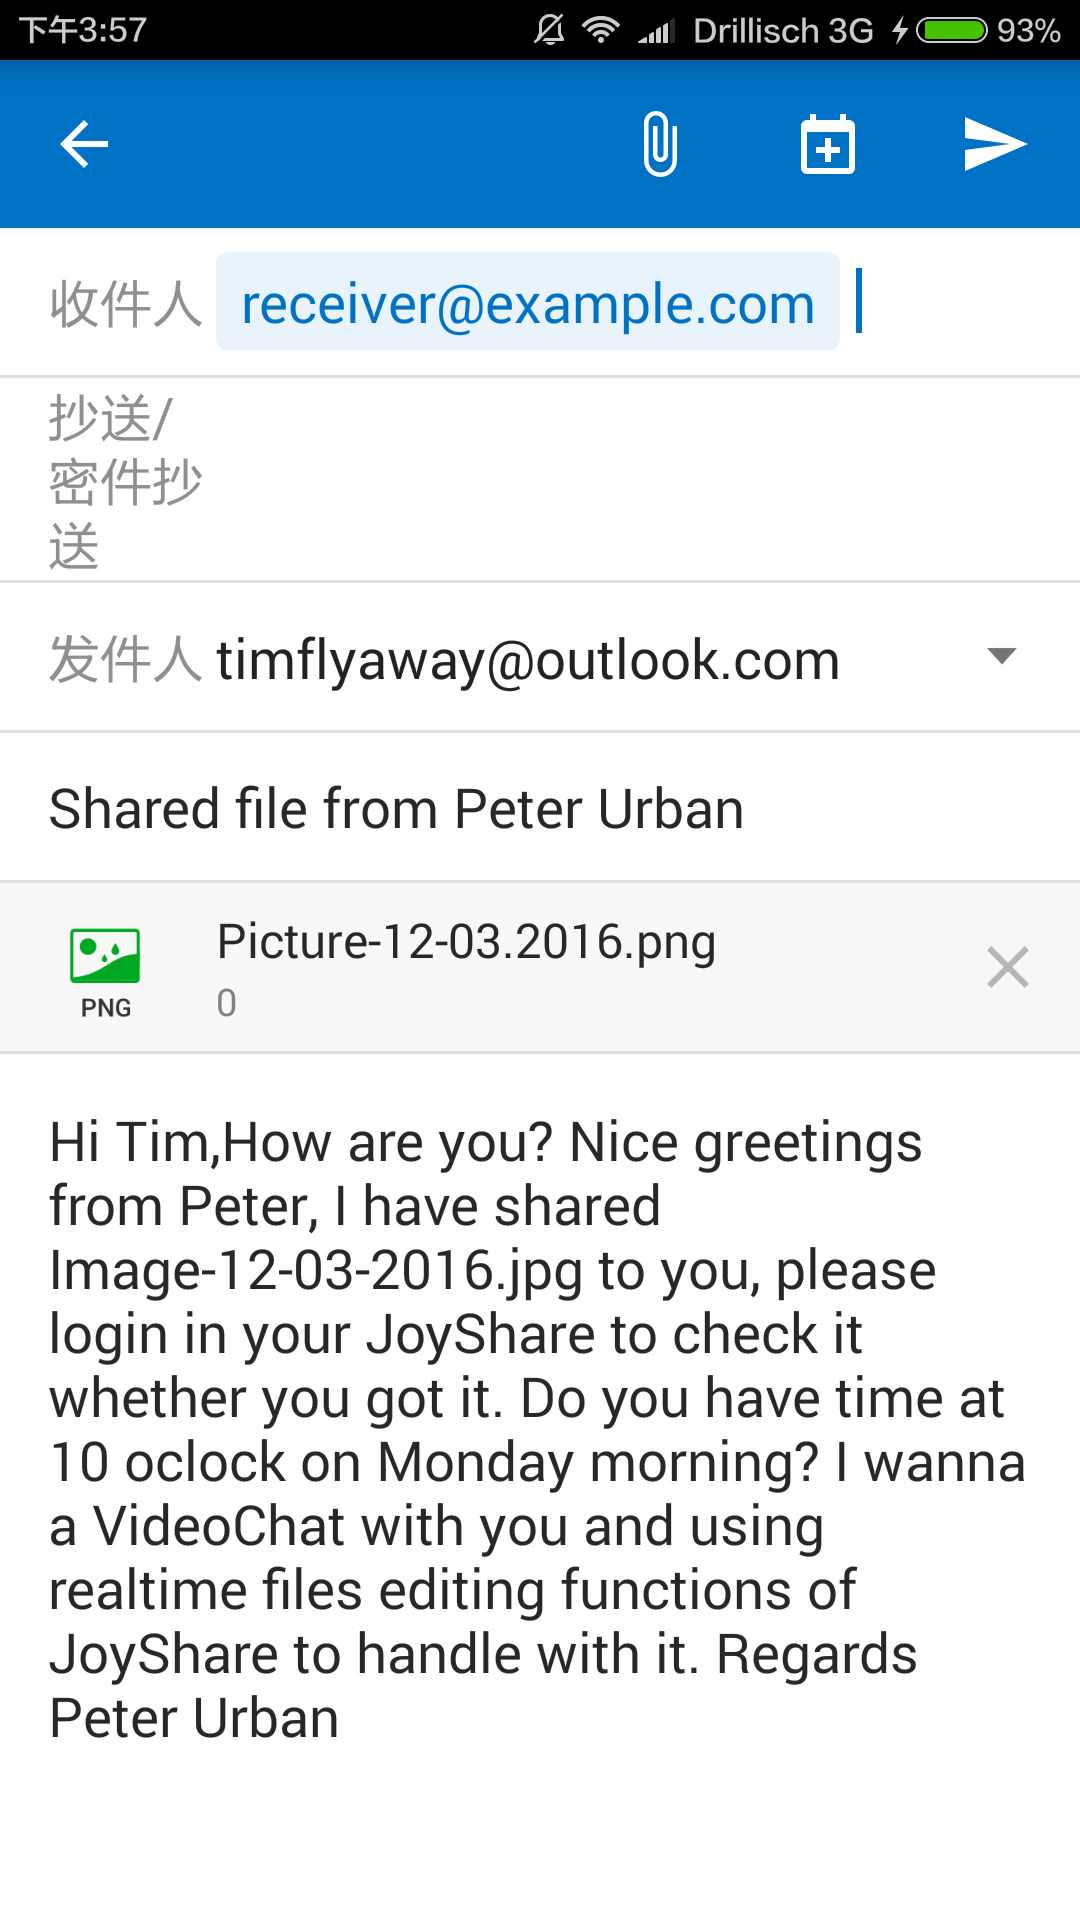 下午3:57 Drillisch 3G 93%
收件人 receiver@example.com
抄送/
密件抄
送
发件人 timflyaway@outlook.com
Shared file from Peter Urban
Picture-12-03.2016.png
PNG 0
Hi Tim,How are you? Nice greetings
from Peter, I have shared
Image-12-03-2016.jpg to you, please
login in your JoyShare to check it
whether you got it. Do you have time at
10 oclock on Monday morning? I wanna
a VideoChat with you and using
realtime files editing functions of
JoyShare to handle with it. Regards
Peter Urban